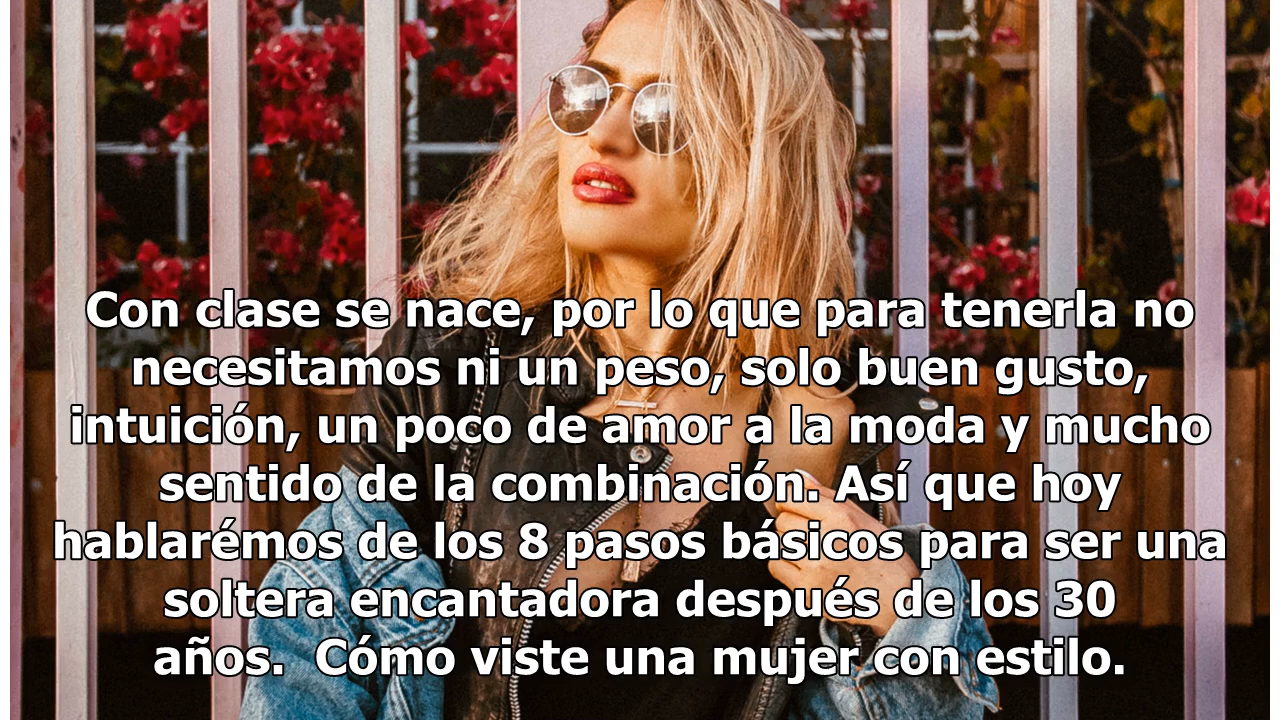 Con clase se nace, por lo que para tenerla no
necesitamos ni un peso, solo buen gusto,
intuición, un poco de amor a la moda y mucho
sentido de la combinación. Así que hoy
hablarémos de los 8 pasos básicos para ser una
soltera encantadora después de los 30
años.  Cómo viste una mujer con estilo.